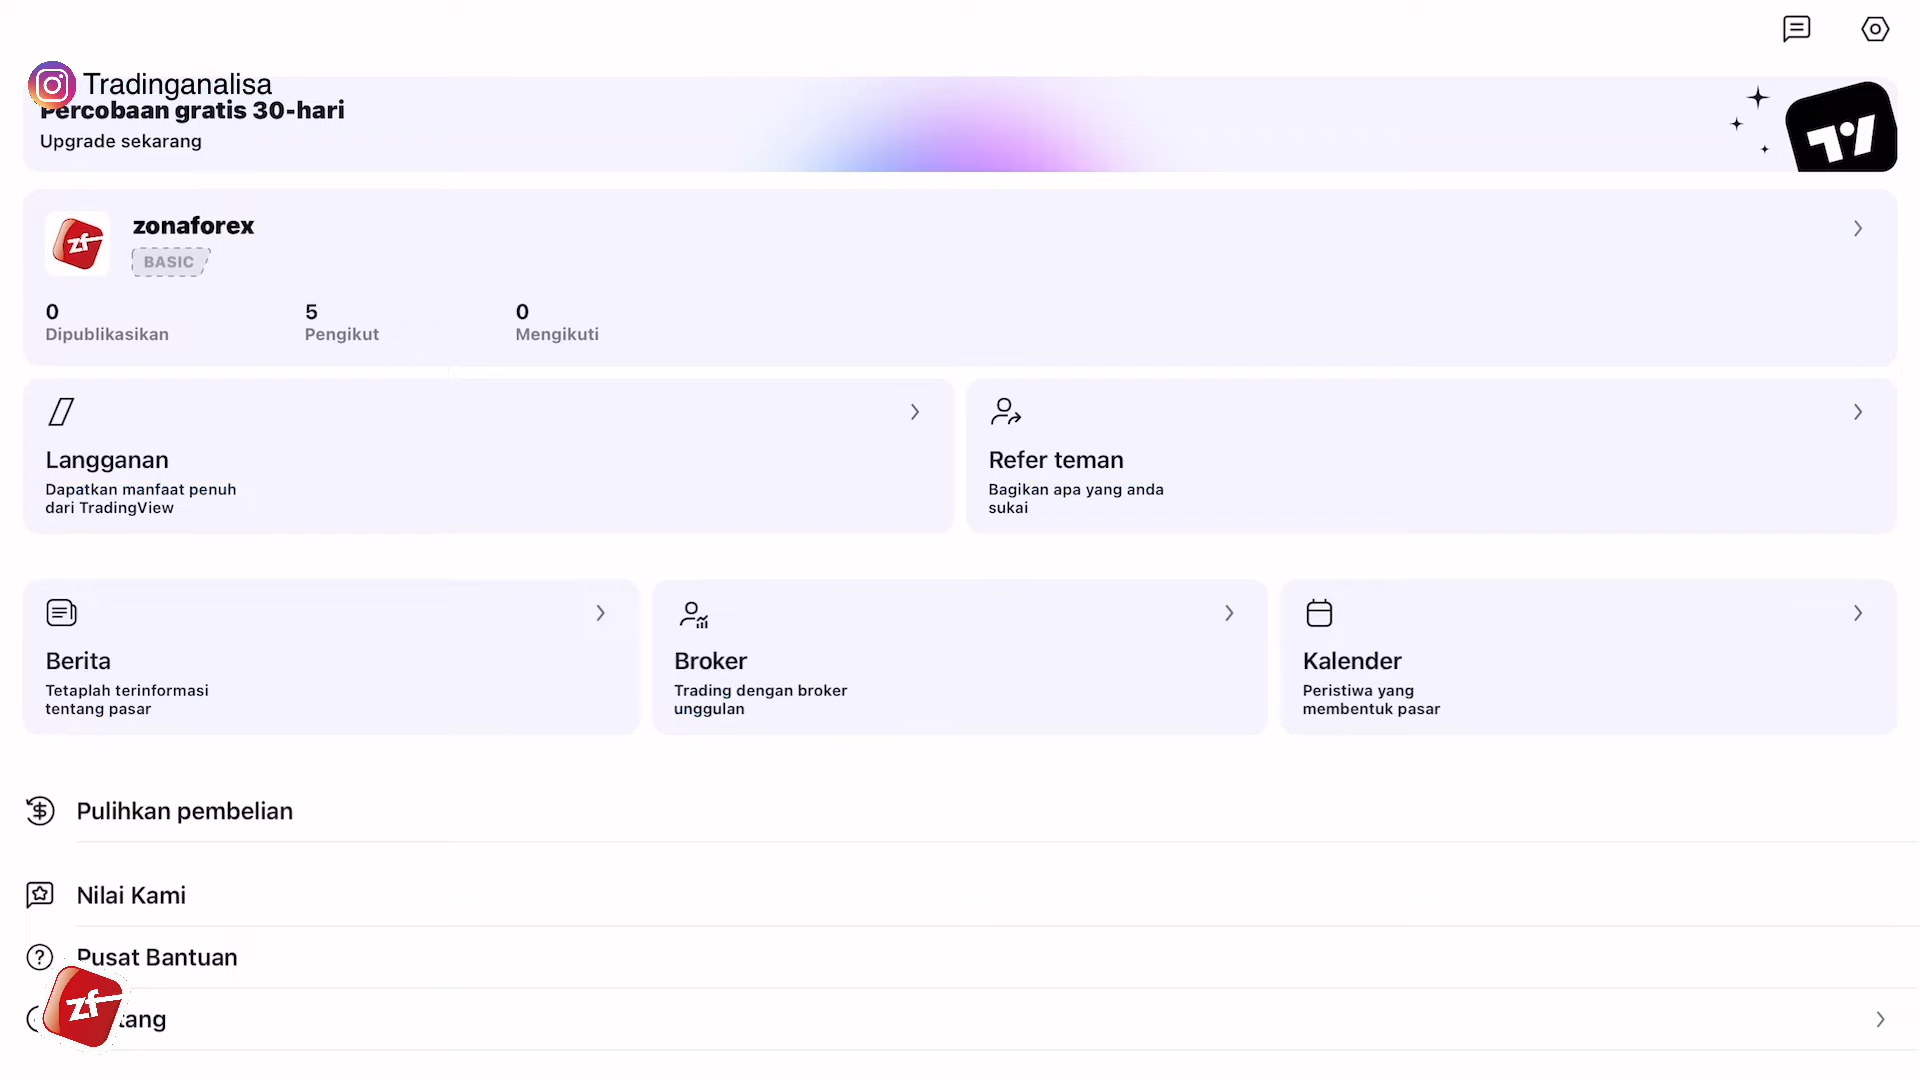 Tradinganalisa
Percobaan gratis 30-hari
Upgrade sekarang
zf
zonaforex
BASIC
0
Dipublikasikan
5
Pengikut
0
Mengikuti
Langganan
Dapatkan manfaat penuh
dari TradingView
Refer teman
Bagikan apa yang anda
sukai
Berita
Tetaplah terinformasi
tentang pasar
Broker
Trading dengan broker
unggulan
Kalender
Peristiwa yang
membentuk pasar
Pulihkan pembelian
Nilai Kami
Pusat Bantuan
zf